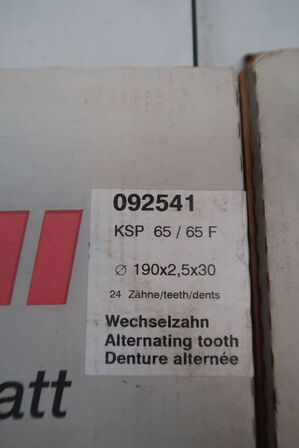 092541
KSP 65 / 65 F
∅ 190x2,5x30
24 Zähne/teeth/dents
Wechselzahn
Alternating tooth
Denture alternée
att